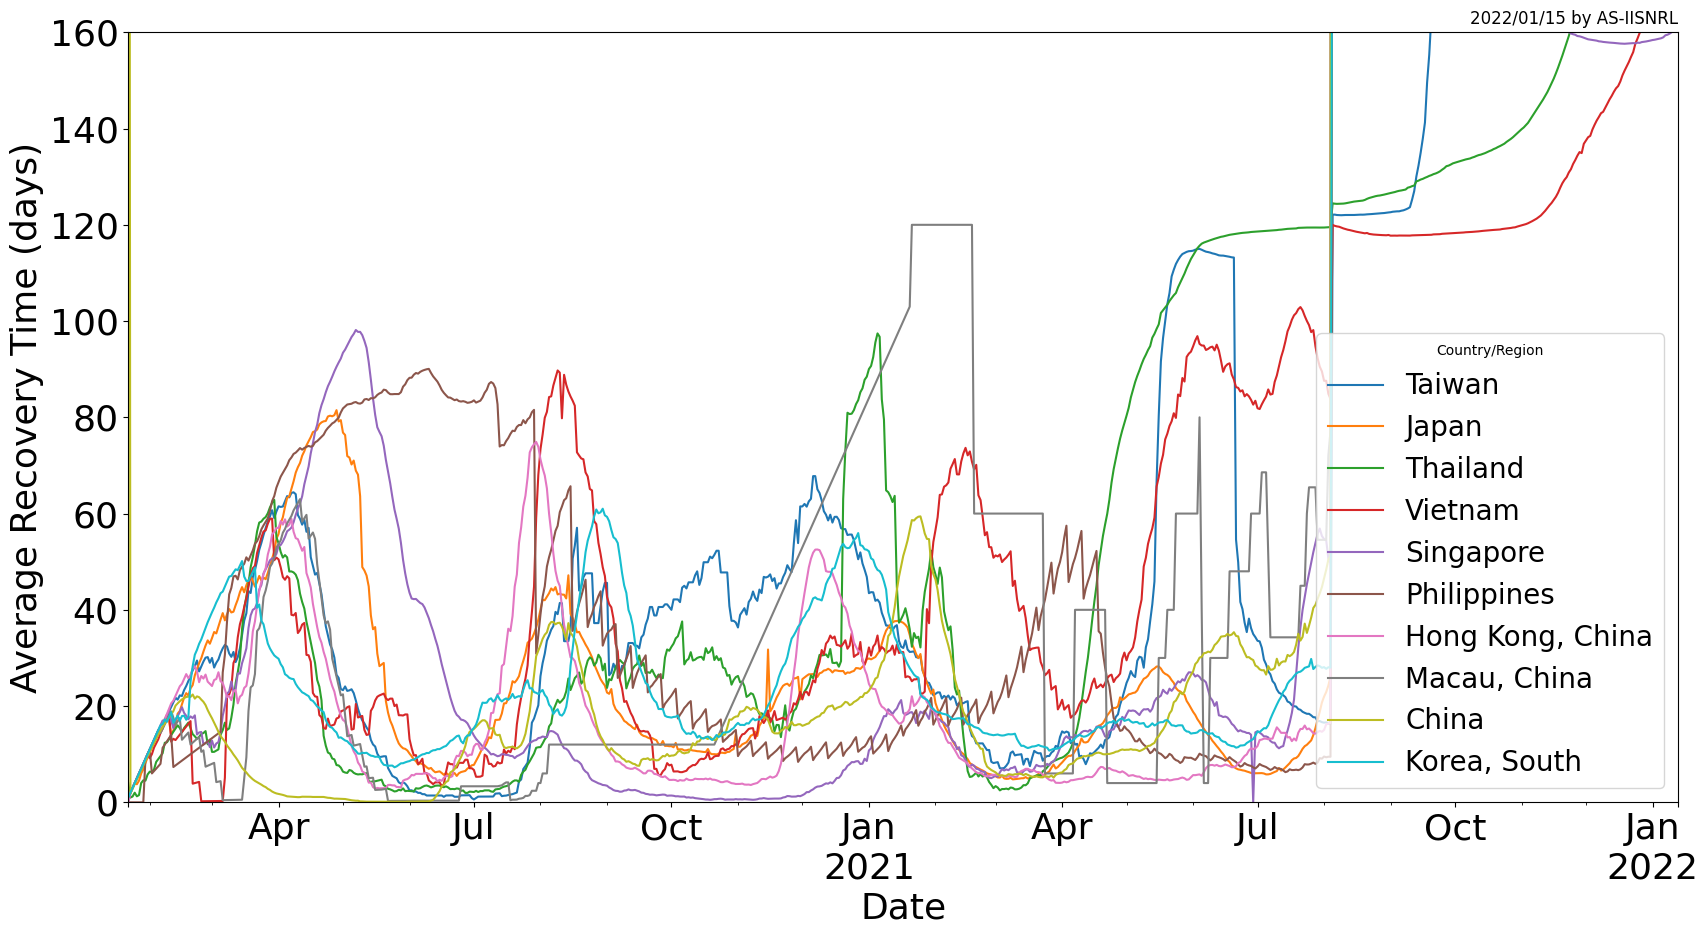 2022/01/15 by AS-IISNRL
Average Recovery Time (days)
160
140
120
100
80
60
40
20
0
Country/Region
Taiwan
Japan
Thailand
Vietnam
Singapore
Philippines
Hong Kong, China
Macau, China
China
Korea, South
Apr Jul Oct Jan Apr Jul Oct Jan
2021 2022
Date